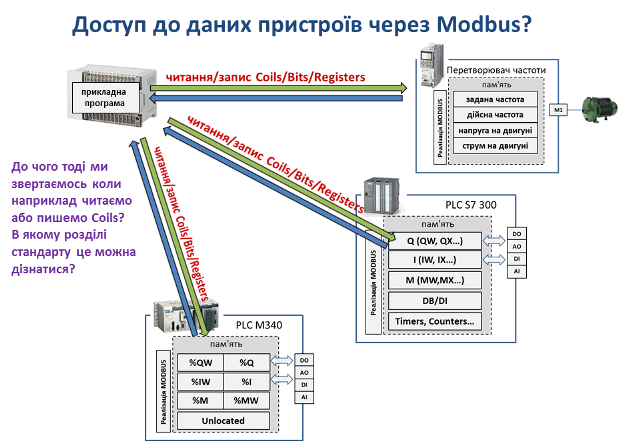 Доступ до даних пристроїв через Modbus?
читання/запис Coils/Bits/Registers
прикладна
програма
Перетворювач частоти
Реалізація MODBUS
пам'ять
задана частота
дійсна частота
напруга на двигуні
струм на двигуні
М1
читання/запис Coils/Bits/Registers
До чого тоді ми
звертаємось коли
наприклад читаємо
або пишемо Coils?
В якому розділі
стандарту це можна
дізнатися?
читання/запис Coils/Bits/Registers
PLC S7 300
Реалізація MODBUS
пам'ять
Q (QW, QX...)
I (IW, IX...)
M (MW,MX...)
DB/DI
Timers, Counters...
DO
AO
DI
AI
PLC M340
Реалізація MODBUS
пам'ять
%QW %Q
%IW %I
%M %MW
Unlocated
DO
AO
DI
AI